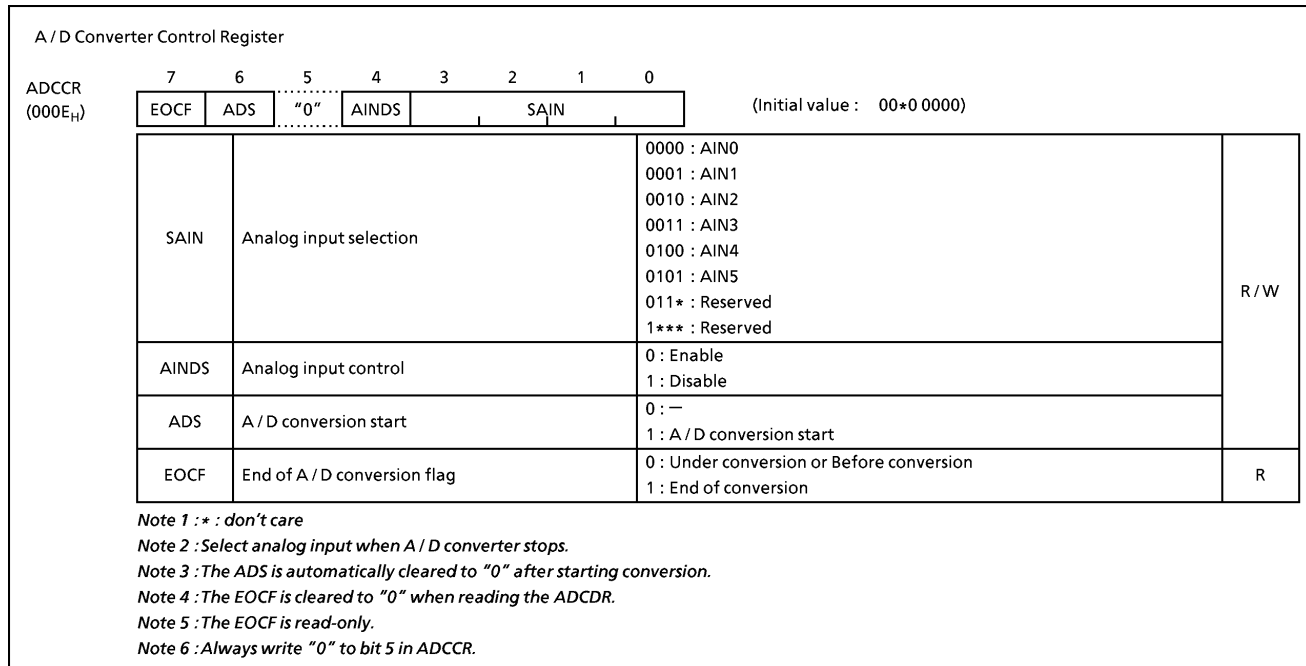 A / D Converter Control Register
7 6 5 4 3 2 1 0
ADCCR
(000EH)
EOCF ADS "0" AINDS SAIN (Initial value : 00*0 0000)
SAIN Analog input selection
0000 : AIN0
0001 : AIN1
0010 : AIN2
0011 : AIN3
0100 : AIN4
0101 : AIN5
011* : Reserved
1*** : Reserved
R / W
AINDS Analog input control
0 : Enable
1 : Disable
ADS A / D conversion start
0 : —
1 : A / D conversion start
EOCF End of A / D conversion flag
0 : Under conversion or Before conversion
1 : End of conversion
R
Note 1 : * : don't care
Note 2 : Select analog input when A / D converter stops.
Note 3 : The ADS is automatically cleared to "0" after starting conversion.
Note 4 : The EOCF is cleared to "0" when reading the ADCDR.
Note 5 : The EOCF is read-only.
Note 6 : Always write "0" to bit 5 in ADCCR.